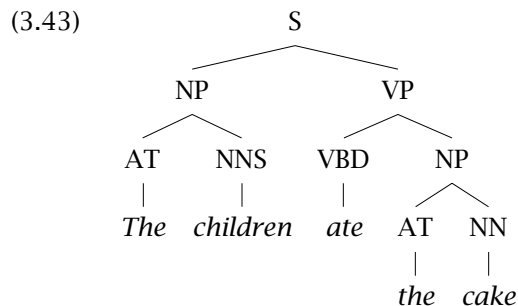 (3.43) S
NP VP
AT NNS VBD NP
The children ate AT NN
the cake